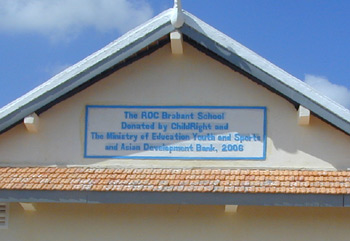 The ROC Brabant School
Donated by ChildRight and
The Ministry of Education Youth and Sports
and Asian Development Bank, 2006